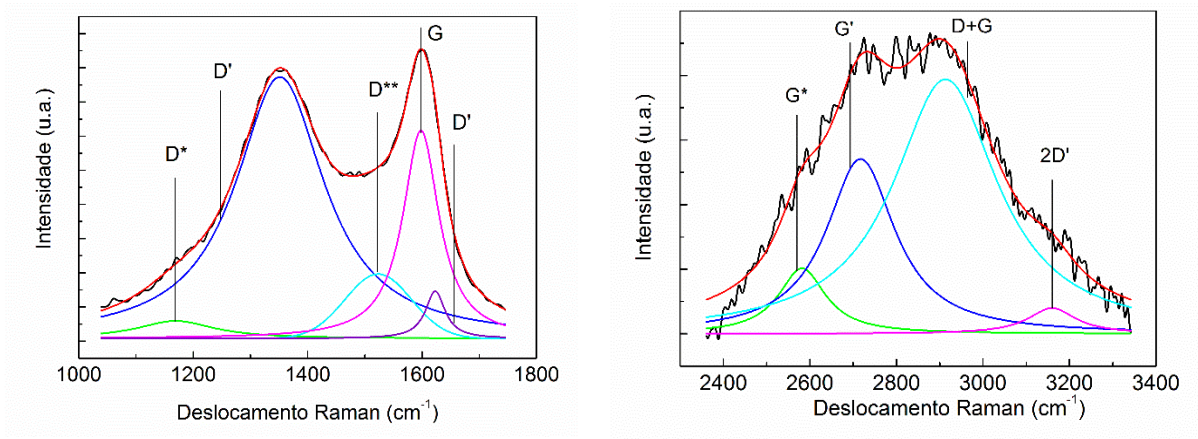 Intensidade (u.a.)
D*
D'
D**
G
D'
1000 1200 1400 1600 1800
Deslocamento Raman (cm-1)
Intensidade (u.a.)
G*
G'
D+G
2D'
2400 2600 2800 3000 3200 3400
Deslocamento Raman (cm-1)